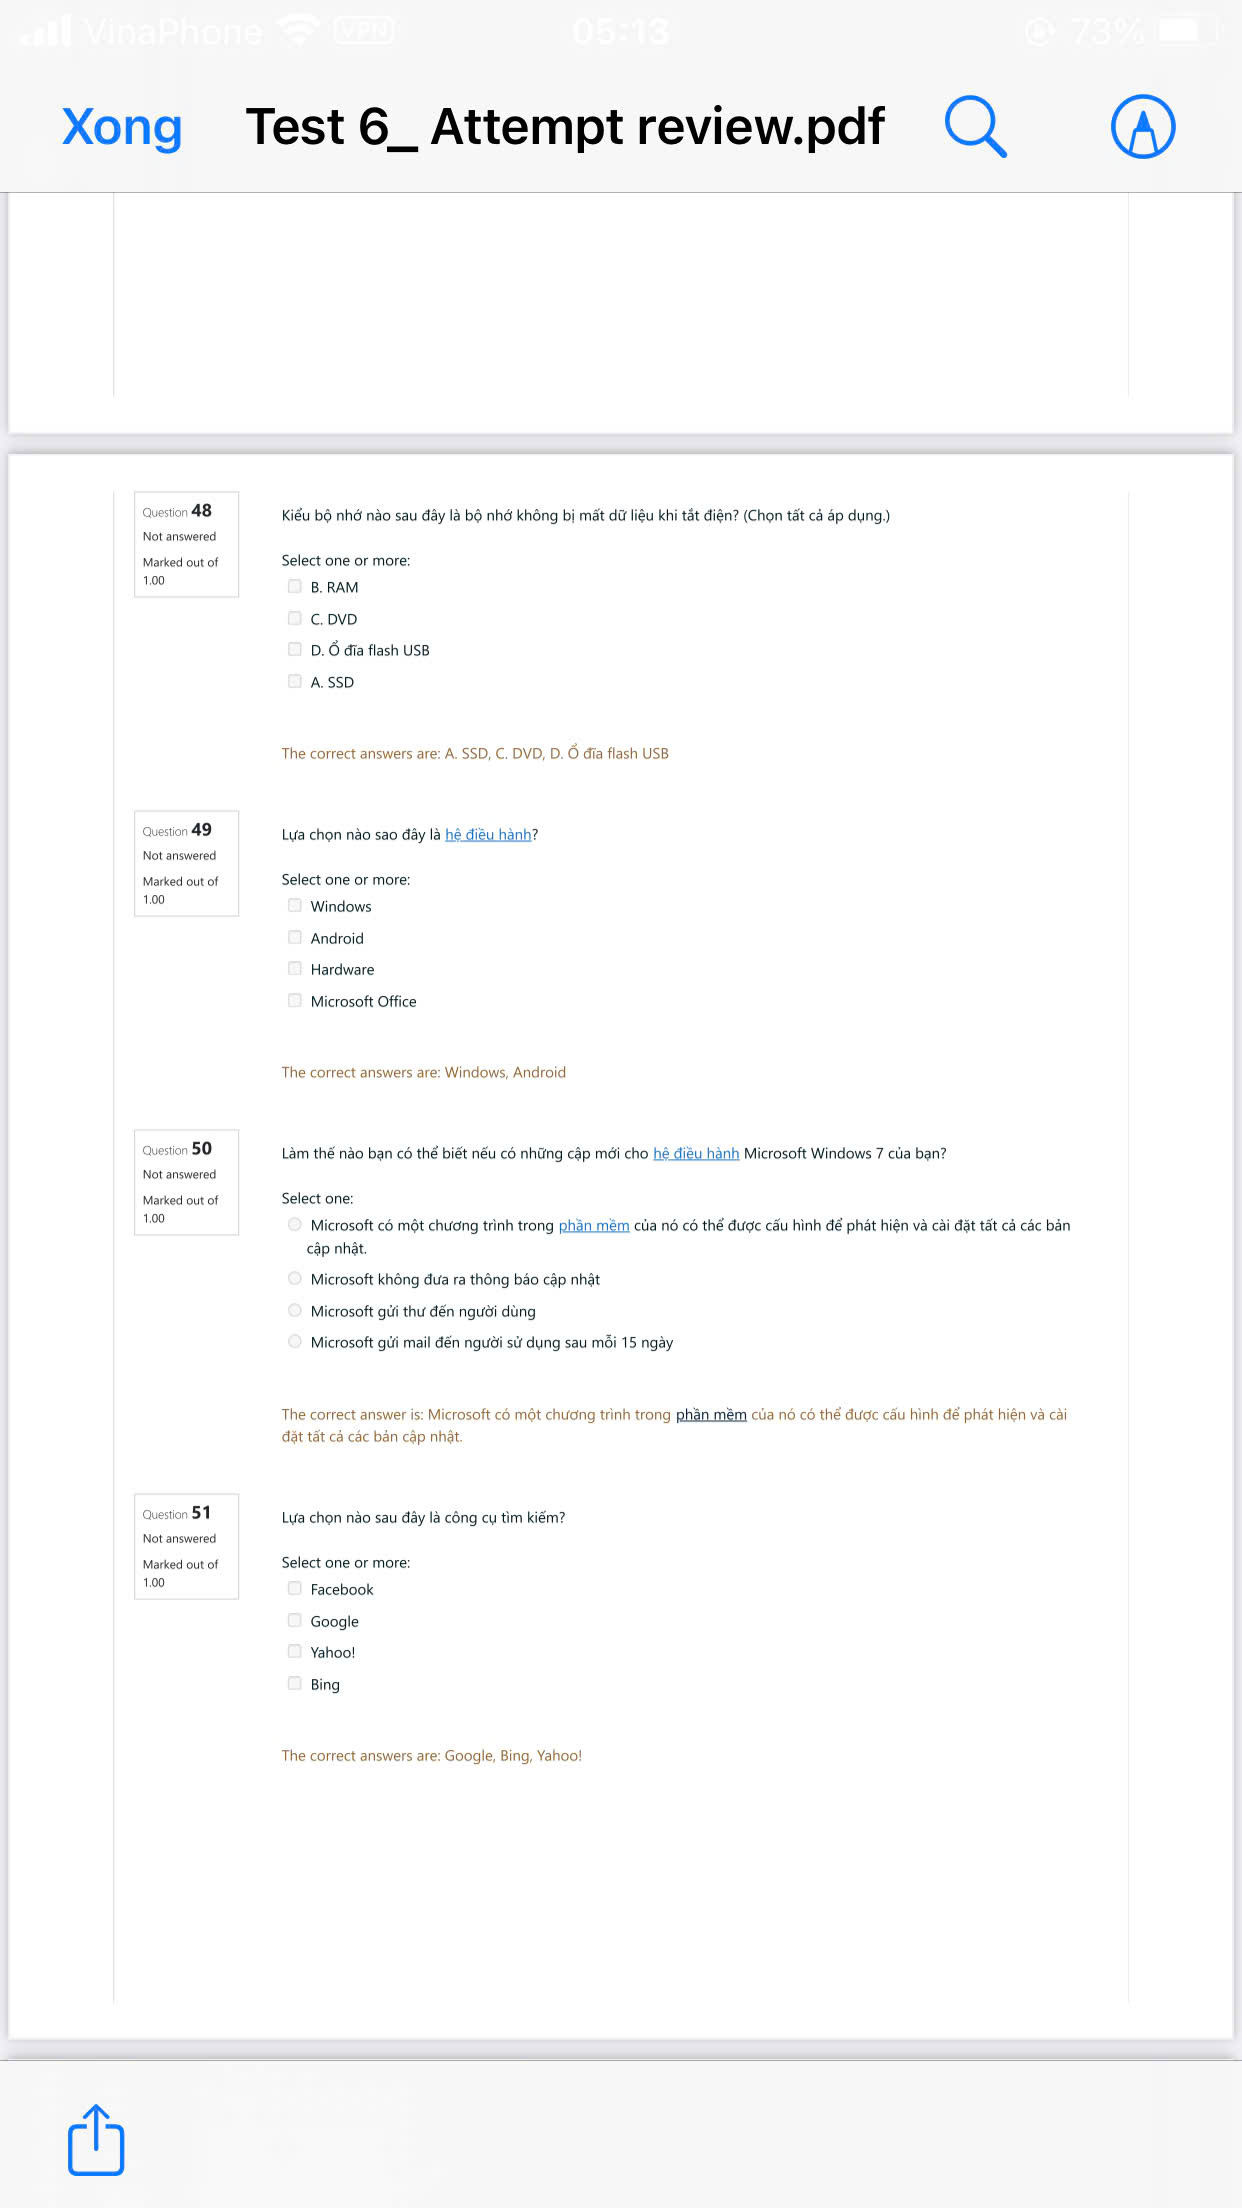 VinaPhone VPN 05:13 73%
Xong Test 6_ Attempt review.pdf
Question 48
Not answered
Marked out of
1.00
Kiểu bộ nhớ nào sau đây là bộ nhớ không bị mất dữ liệu khi tắt điện? (Chọn tất cả áp dụng.)
Select one or more:
B. RAM
C. DVD
D. Ổ đĩa flash USB
A. SSD
The correct answers are: A. SSD, C. DVD, D. Ổ đĩa flash USB
Question 49
Not answered
Marked out of
1.00
Lựa chọn nào sao đây là hệ điều hành?
Select one or more:
Windows
Android
Hardware
Microsoft Office
The correct answers are: Windows, Android
Question 50
Not answered
Marked out of
1.00
Làm thế nào bạn có thể biết nếu có những cập mới cho hệ điều hành Microsoft Windows 7 của bạn?
Select one:
Microsoft có một chương trình trong phần mềm của nó có thể được cấu hình để phát hiện và cài đặt tất cả các bản
cập nhật.
Microsoft không đưa ra thông báo cập nhật
Microsoft gửi thư đến người dùng
Microsoft gửi mail đến người sử dụng sau mỗi 15 ngày
The correct answer is: Microsoft có một chương trình trong phần mềm của nó có thể được cấu hình để phát hiện và cài
đặt tất cả các bản cập nhật.
Question 51
Not answered
Marked out of
1.00
Lựa chọn nào sau đây là công cụ tìm kiếm?
Select one or more:
Facebook
Google
Yahoo!
Bing
The correct answers are: Google, Bing, Yahoo!